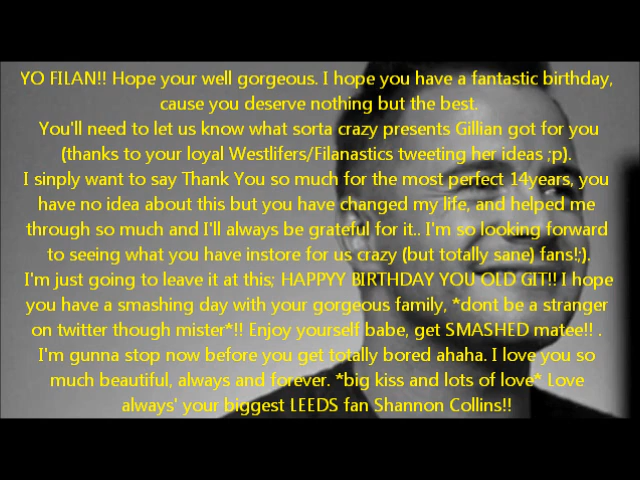 YO FILAN!! Hope your well gorgeous. I hope you have a fantastic birthday,
cause you deserve nothing but the best.
You'll need to let us know what sorta crazy presents Gillian got for you
(thanks to your loyal Westlifers/Filanastics tweeting her ideas ;p).
I sinply want to say Thank You so much for the most perfect 14years, you
have no idea about this but you have changed my life, and helped me
through so much and I'll always be grateful for it.. I'm so looking forward
to seeing what you have instore for us crazy (but totally sane) fans!;).
I'm just going to leave it at this; HAPPYY BIRTHDAY YOU OLD GIT!! I hope
you have a smashing day with your gorgeous family, *dont be a stranger
on twitter though mister*!! Enjoy yourself babe, get SMASHED matee!! .
I'm gunna stop now before you get totally bored ahaha. I love you so
much beautiful, always and forever. *big kiss and lots of love* Love
always' your biggest LEEDS fan Shannon Collins!!